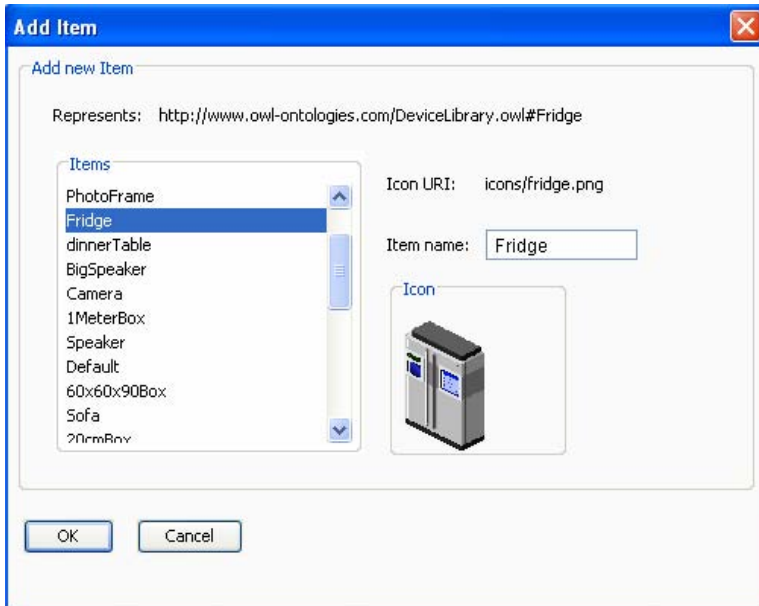 Add Item
Add new Item
Represents: http://www.owl-ontologies.com/DeviceLibrary.owl#Fridge
Items
PhotoFrame
Fridge
dinnerTable
BigSpeaker
Camera
1MeterBox
Speaker
Default
60x60x90Box
Sofa
20cmBox
Icon URI: icons/fridge.png
Item name: Fridge
Icon
OK
Cancel